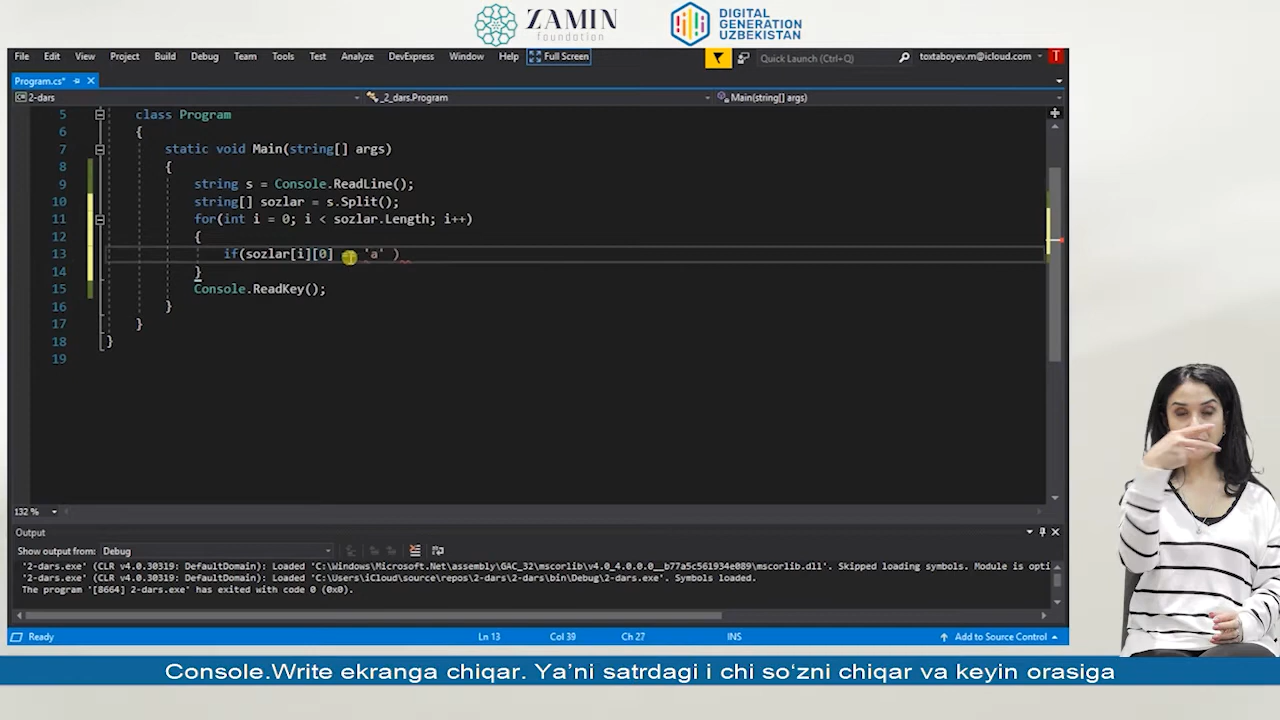 ZAMIN
foundation
DIGITAL
GENERATION
UZBEKISTAN
File Edit View Project Build Debug Team Tools Test Analyze DevExpress Window Help Full Screen
Quick Launch (Ctrl+Q)
toxtaboyev.m@icloud.com
T
Program.cs*
2-dars
_2_dars.Program
Main(string[] args)
5 class Program
6 {
7 static void Main(string[] args)
8 {
9 string s = Console.ReadLine();
10 string[] sozlar = s.Split();
11 for(int i = 0; i < sozlar.Length; i++)
12 {
13 if(sozlar[i][0] 'a' )
14 }
15 Console.ReadKey();
16 }
17 }
18 }
19
132 %
Output
Show output from: Debug
'2-dars.exe' (CLR v4.0.30319: DefaultDomain): Loaded 'C:\Windows\Microsoft.Net\assembly\GAC_32\mscorlib\v4.0_4.0.0.0__b77a5c561934e089\mscorlib.dll'. Skipped loading symbols. Module is opti
'2-dars.exe' (CLR v4.0.30319: DefaultDomain): Loaded 'C:\Users\iCloud\source\repos\2-dars\2-dars\bin\Debug\2-dars.exe'. Symbols loaded.
The program '[8664] 2-dars.exe' has exited with code 0 (0x0).
Ready
Ln 13
Col 39
Ch 27
INS
Add to Source Control
Console.Write ekranga chiqar. Ya’ni satrdagi i chi so‘zni chiqar va keyin orasiga